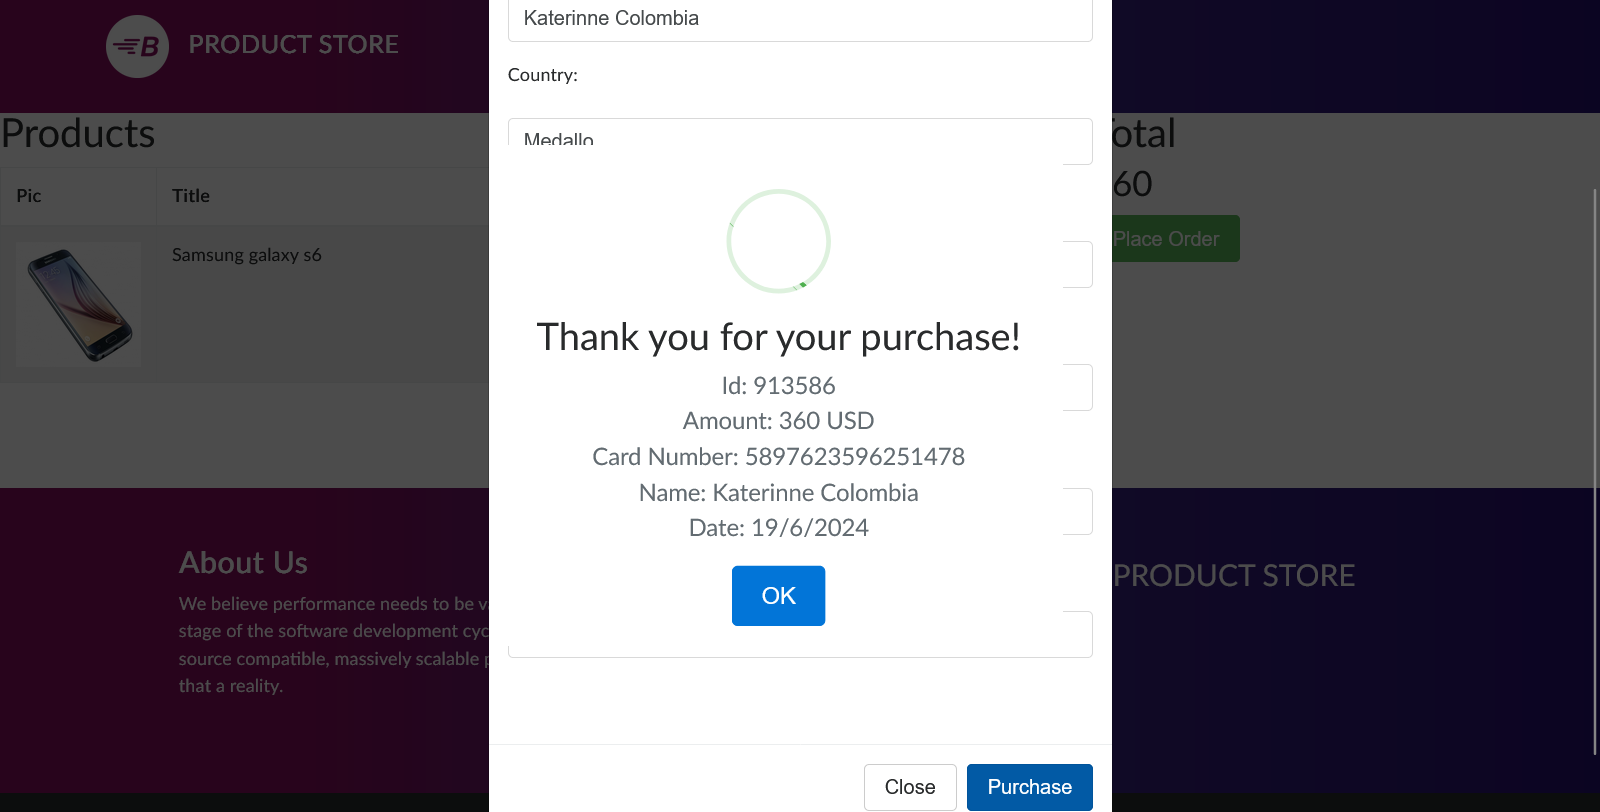 B PRODUCT STORE
Katerinne Colombia
Country:
Medallo
Products
Total
Pic
Title
60
Samsung galaxy s6
Place Order
Thank you for your purchase!
Id: 913586
Amount: 360 USD
Card Number: 5897623596251478
Name: Katerinne Colombia
Date: 19/6/2024
OK
About Us
We believe performance needs to be va
stage of the software development cyc
source compatible, massively scalable p
that a reality.
PRODUCT STORE
Close
Purchase